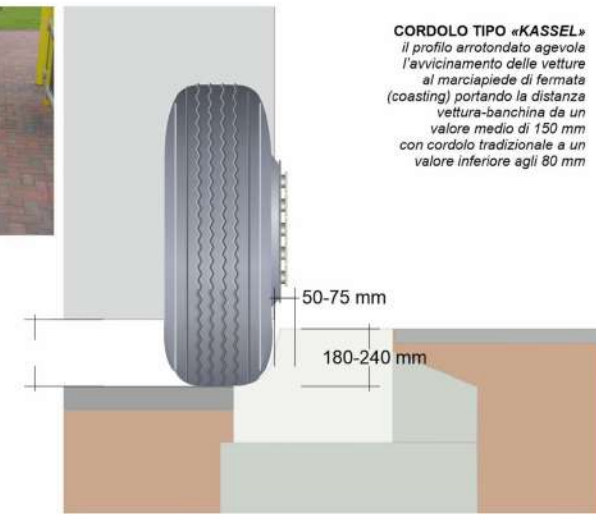 CORDOLO TIPO «KASSEL»
il profilo arrotondato agevola
l'avvicinamento delle vetture
al marciapiede di fermata
(coasting) portando la distanza
vettura-banchina da un
valore medio di 150 mm
con cordolo tradizionale a un
valore inferiore agli 80 mm
50-75 mm
180-240 mm